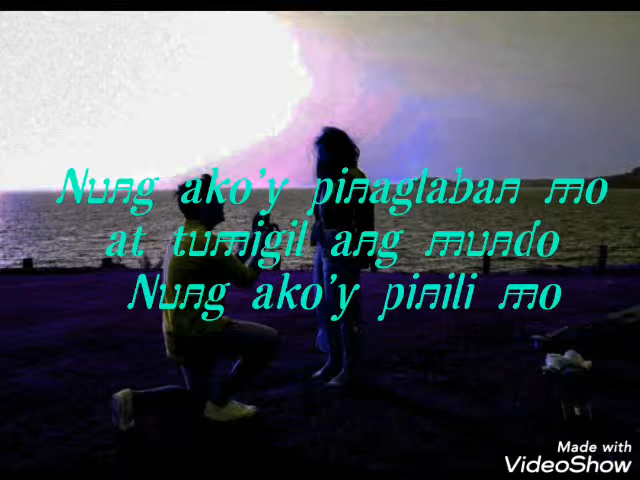 Nung ako'y pinaglaban mo
at tumigil ang mundo
Nung ako'y pinili mo
Made with
VideoShow